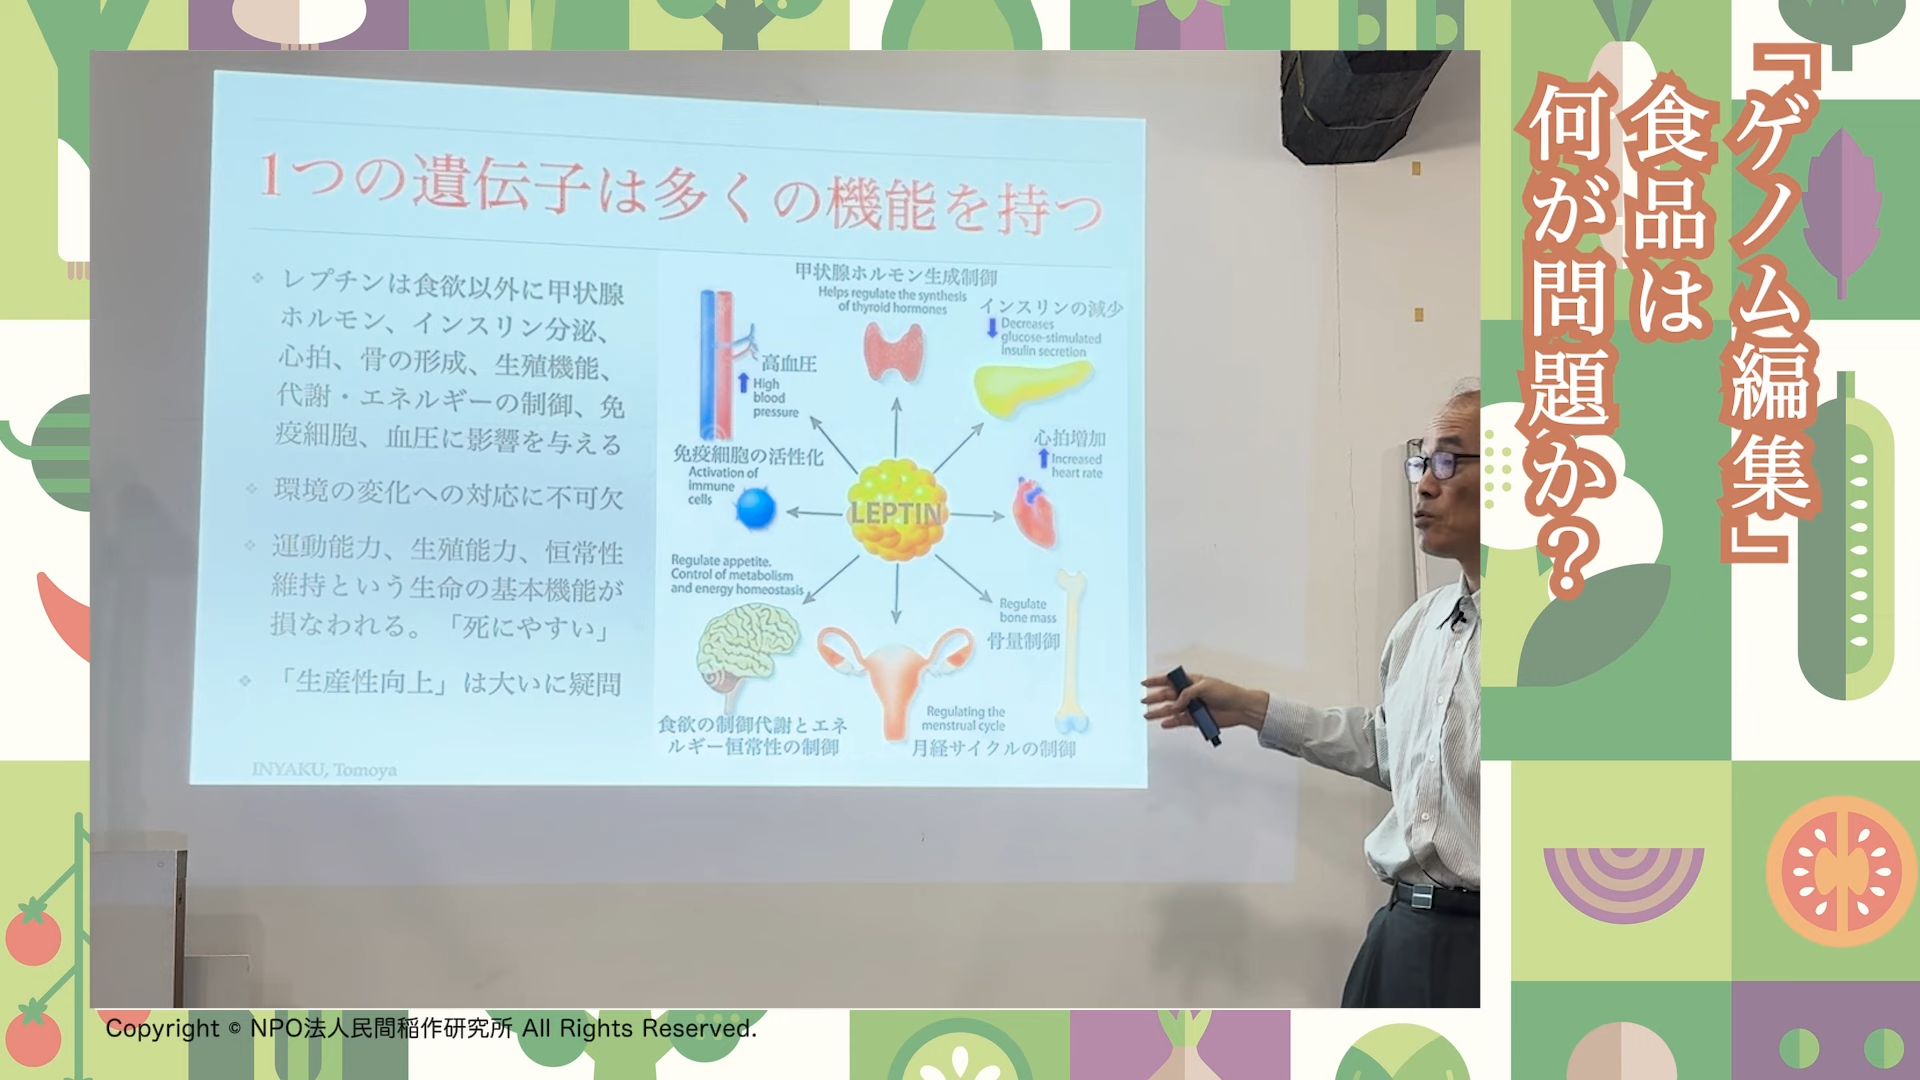 『ゲノム編集』
食品は
何が問題か？
1つの遺伝子は多くの機能を持つ
レプチンは食欲以外に甲状腺
ホルモン、インスリン分泌、
心拍、骨の形成、生殖機能、
代謝・エネルギーの制御、免
疫細胞、血圧に影響を与える
環境の変化への対応に不可欠
運動能力、生殖能力、恒常性
維持という生命の基本機能が
損なわれる。「死にやすい」
「生産性向上」は大いに疑問
INYAKU, Tomoya
甲状腺ホルモン生成制御
Helps regulate the synthesis
of thyroid hormones
インスリンの減少
Decreases
glucose-stimulated
insulin secretion
高血圧
High
blood
pressure
心拍増加
Increased
heart rate
免疫細胞の活性化
Activation of
immune
cells
LEPTIN
Regulate appetite.
Control of metabolism
and energy homeostasis
Regulate
bone mass
骨量制御
食欲の制御代謝とエネ
ルギー恒常性の制御
Regulating the
menstrual cycle
月経サイクルの制御
Copyright © NPO法人民間稲作研究所 All Rights Reserved.